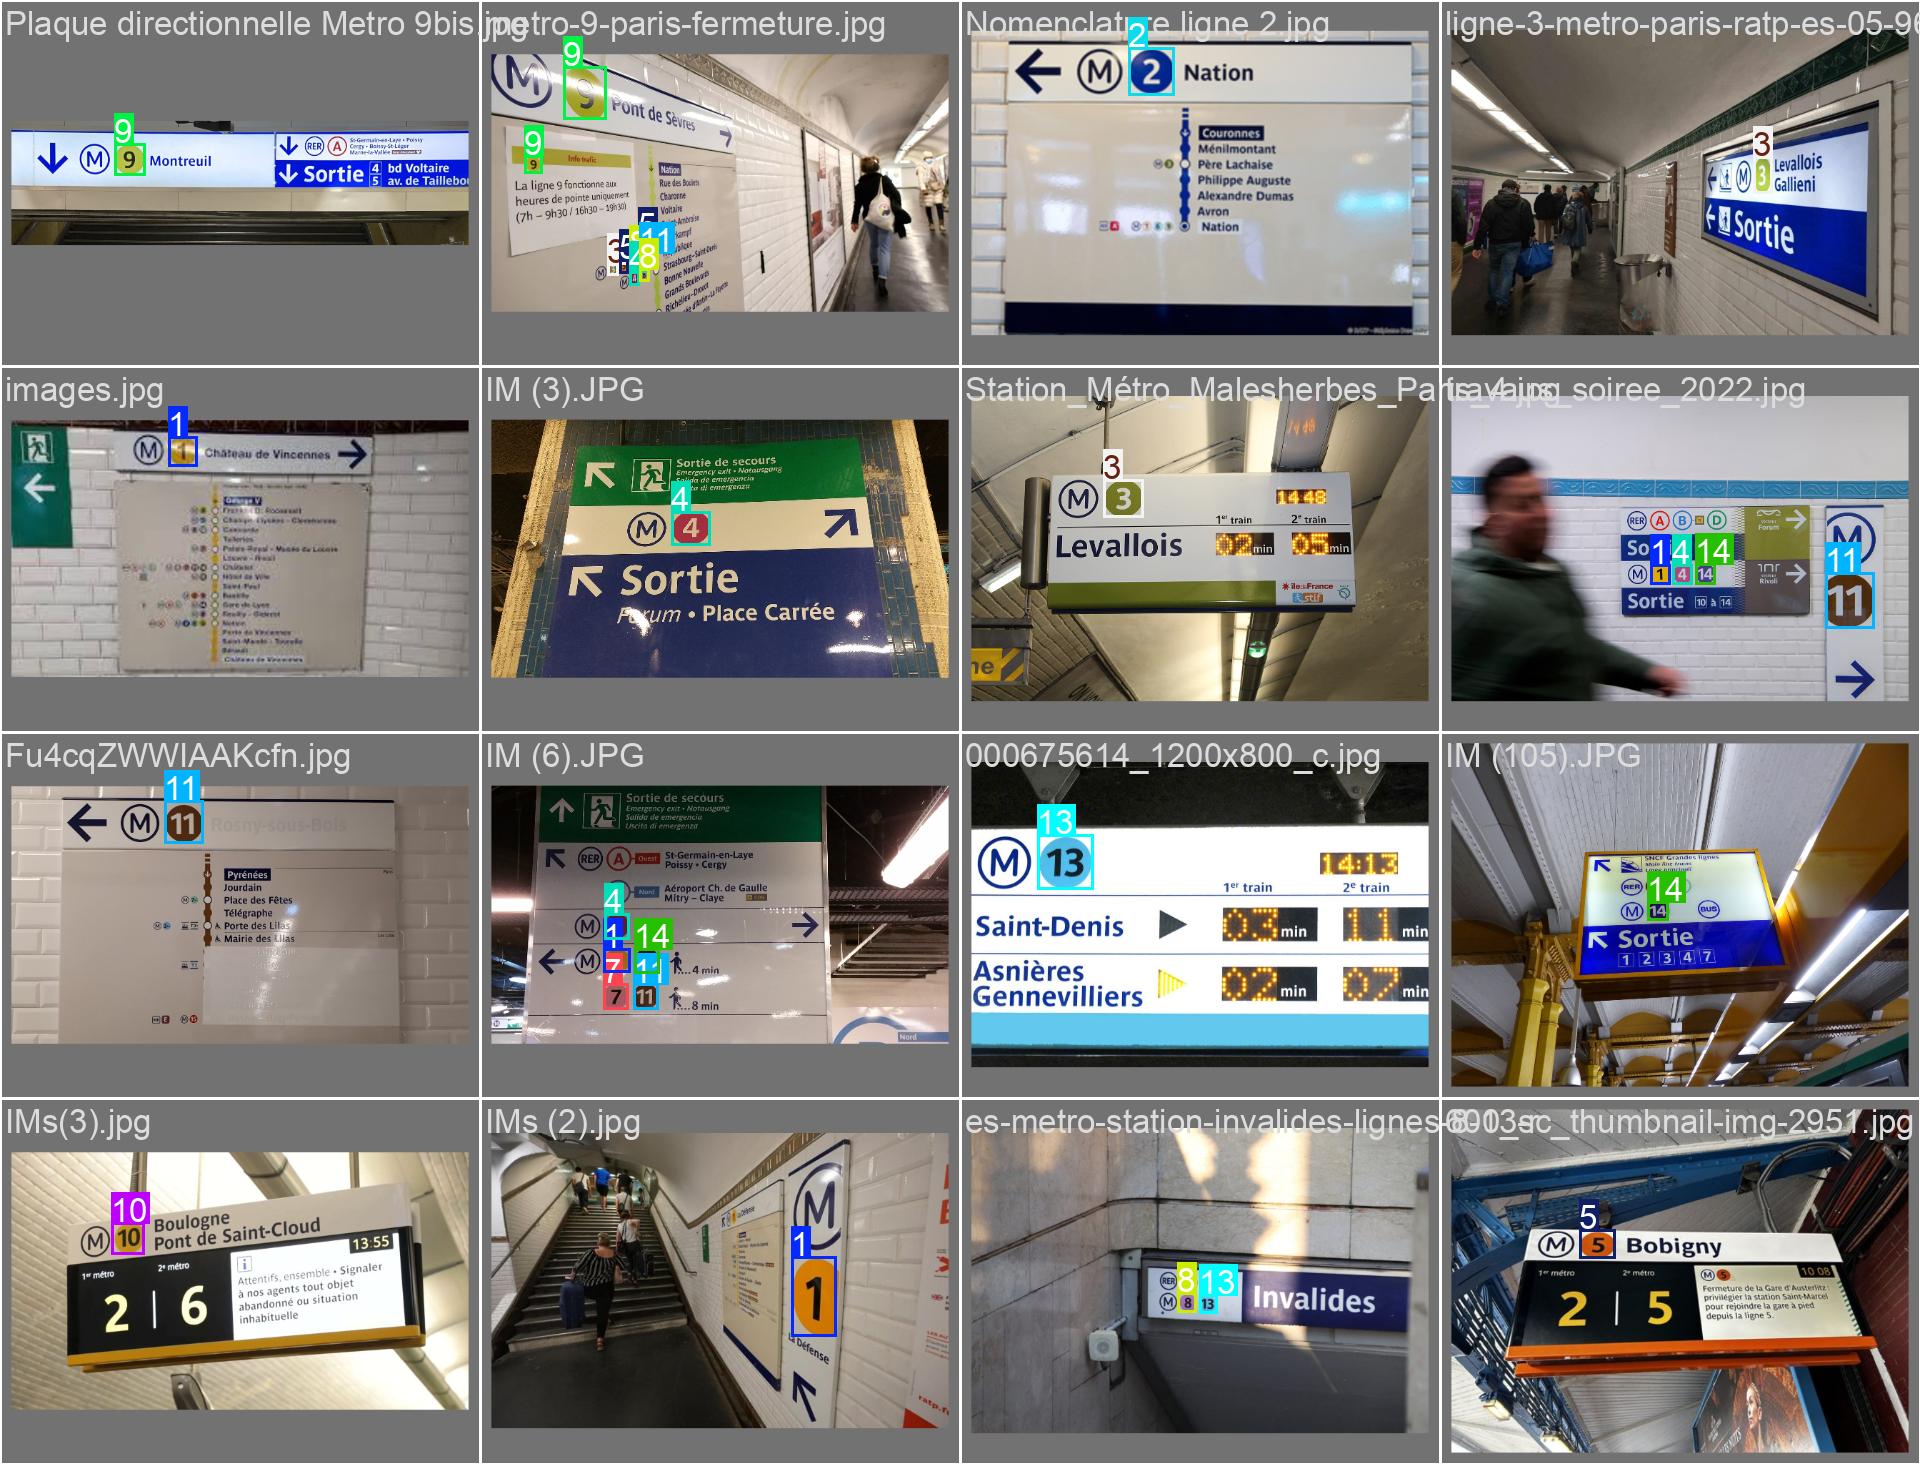 Plaque directionnelle Metro 9bis.jpg
9
M 9 Montreuil
RER A St-Germain-en-Laye • Poissy
Cergy • Boissy-St-Léger
Marne-la-Vallée
Sortie 4 bd Voltaire
5 av. de Taillebou
metro-9-paris-fermeture.jpg
9
M 9 Pont de Sèvres
9
Info trafic
9
La ligne 9 fonctionne aux
heures de pointe uniquement
(7h – 9h30 / 16h30 – 19h30)
Nation
Rue des Boulets
Charonne
Voltaire
Strasbourg – Saint-Denis
Bonne Nouvelle
Grands Boulevards
Richelieu – Drouot
3
5
11
8
Nomenclature ligne 2.jpg
2
M 2 Nation
Couronnes
Ménilmontant
Père Lachaise
Philippe Auguste
Alexandre Dumas
Avron
Nation
ligne-3-metro-paris-ratp-es-05-96
3
M 3 Levallois
Gallieni
Sortie
images.jpg
1
M 1 Château de Vincennes
George V
Franklin D. Roosevelt
Champs-Elysées – Clemenceau
Concorde
Tuileries
Palais Royal – Musée du Louvre
Louvre – Rivoli
Châtelet
Hôtel de Ville
Saint-Paul
Bastille
Gare de Lyon
Reuilly – Diderot
Nation
Porte de Vincennes
Saint-Mandé – Tourelle
Bérault
Château de Vincennes
IM (3).JPG
Sortie de secours
Emergency exit • Notausgang
Salida de emergencia
Uscita di emergenza
4
M 4
Sortie
Forum • Place Carrée
Station_Métro_Malesherbes_Paris_4.jpg
3
M 3 14 48
1er train 2e train
Levallois 02 min 05 min
îledeFrance
stif
ne
travaux_soiree_2022.jpg
RER A B D
Forum
So
1 4 14
M 1 4 14
Rivoli
Sortie 10 à 14
M
11
11
Fu4cqZWWIAAKcfn.jpg
11
M 11 Rosny-sous-Bois
Pyrénées
Jourdain
Place des Fêtes
Télégraphe
Porte des Lilas
Mairie des Lilas
IM (6).JPG
Sortie de secours
Emergency exit • Notausgang
Salida de emergencia
Uscita di emergenza
RER A Ouest St-Germain-en-Laye
Poissy • Cergy
Nord Aéroport Ch. de Gaulle
Mitry – Claye
4
M
1 14
M 4 min
7 11
7 11 8 min
Nord
000675614_1200x800_c.jpg
13
M 13 14:13
1er train 2e train
Saint-Denis 03 min 11 min
Asnières
Gennevilliers 02 min 07 min
IM (105).JPG
SNCF Grandes lignes
RER
14
M 14 BUS
Sortie
1 2 3 4 7
IMs(3).jpg
10
M 10 Boulogne
Pont de Saint-Cloud
13:55
1er métro 2e métro
2 | 6
i
Attentifs, ensemble • Signaler
à nos agents tout objet
abandonné ou situation
inhabituelle
IMs (2).jpg
M
1
1
La Défense
La Défense
ratp.f
es-metro-station-invalides-lignes-8-13-
8 13
RER
M 8 13
Invalides
6001_sc_thumbnail-img-2951.jpg
5
M 5 Bobigny
1er métro 2e métro
2 | 5
M 5 10 08
Fermeture de la Gare d'Austerlitz :
privilégier la station Saint-Marcel
pour rejoindre la gare à pied
depuis la ligne 5.